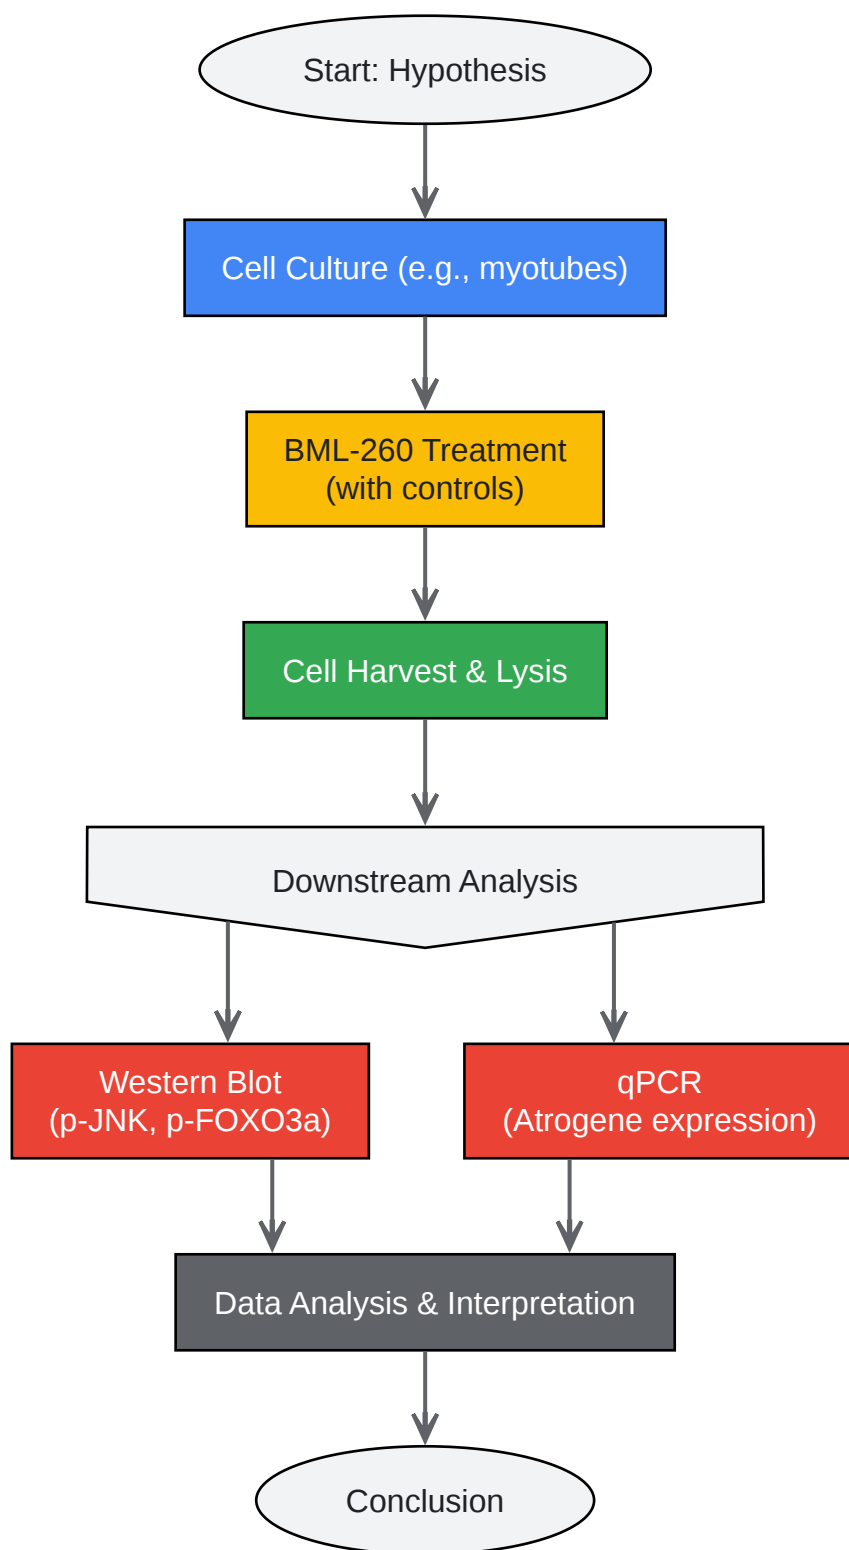 Start: Hypothesis
Cell Culture (e.g., myotubes)
BML-260 Treatment
(with controls)
Cell Harvest & Lysis
Downstream Analysis
Western Blot
(p-JNK, p-FOXO3a)
qPCR
(Atrogene expression)
Data Analysis & Interpretation
Conclusion